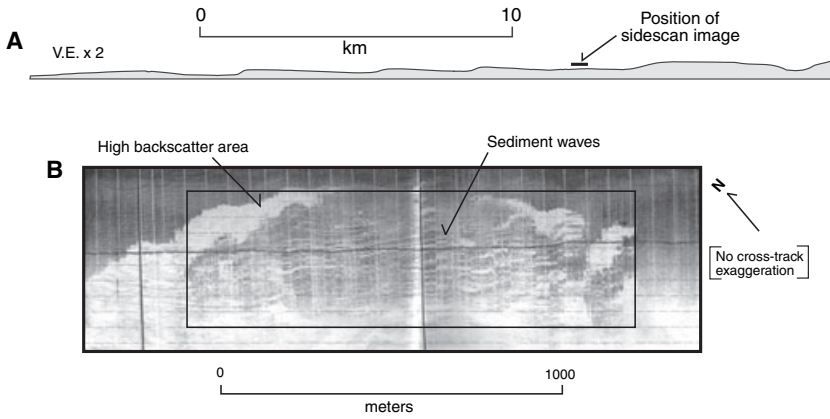 A
0
10
km
V.E. x 2
Position of
sidescan image
B
High backscatter area
Sediment waves
N
No cross-track
exaggeration
0
1000
meters